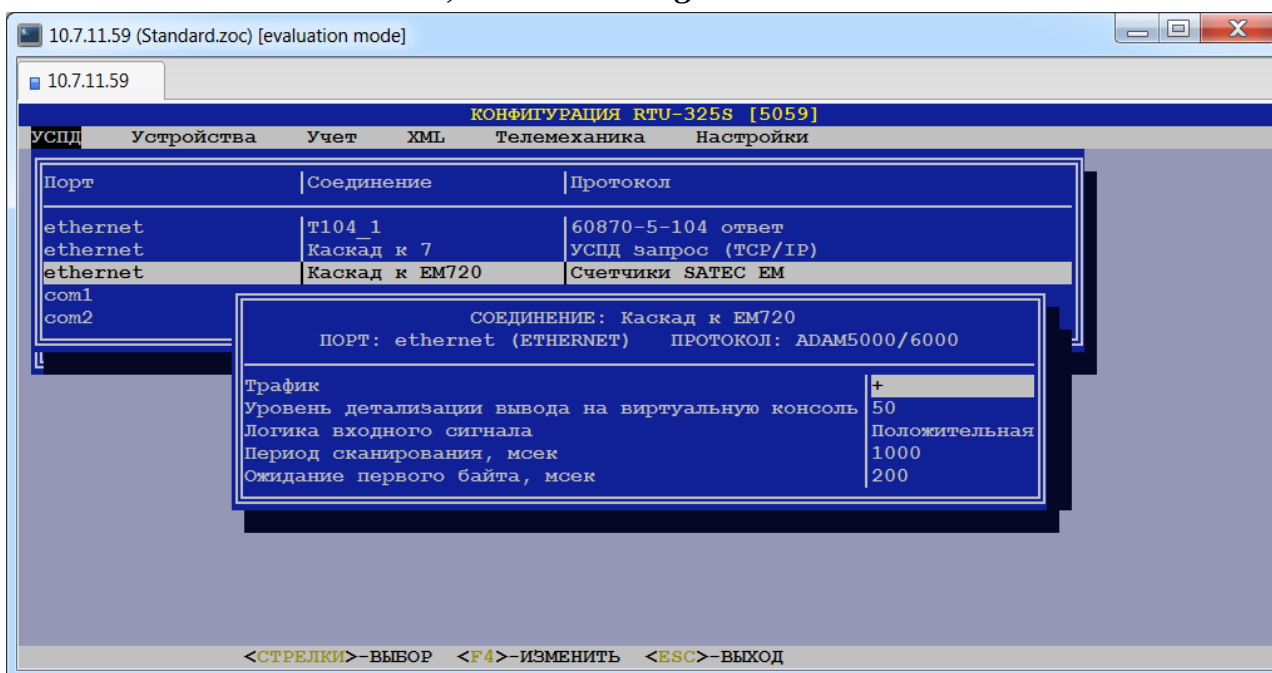 10.7.11.59 (Standard.zoc) [evaluation mode]
10.7.11.59
КОНФИГУРАЦИЯ RTU-325S [5059]
УСПД Устройства Учет XML Телемеханика Настройки
Порт Соединение Протокол
ethernet T104_1 60870-5-104 ответ
ethernet Каскад к 7 УСПД запрос (TCP/IP)
ethernet Каскад к EM720 Счетчики SATEC EM
com1
com2
СОЕДИНЕНИЕ: Каскад к EM720
ПОРТ: ethernet (ETHERNET) ПРОТОКОЛ: ADAM5000/6000
Трафик +
Уровень детализации вывода на виртуальную консоль 50
Логика входного сигнала Положительная
Период сканирования, мсек 1000
Ожидание первого байта, мсек 200
<СТРЕЛКИ>-ВЫБОР <F4>-ИЗМЕНИТЬ <ESC>-ВЫХОД